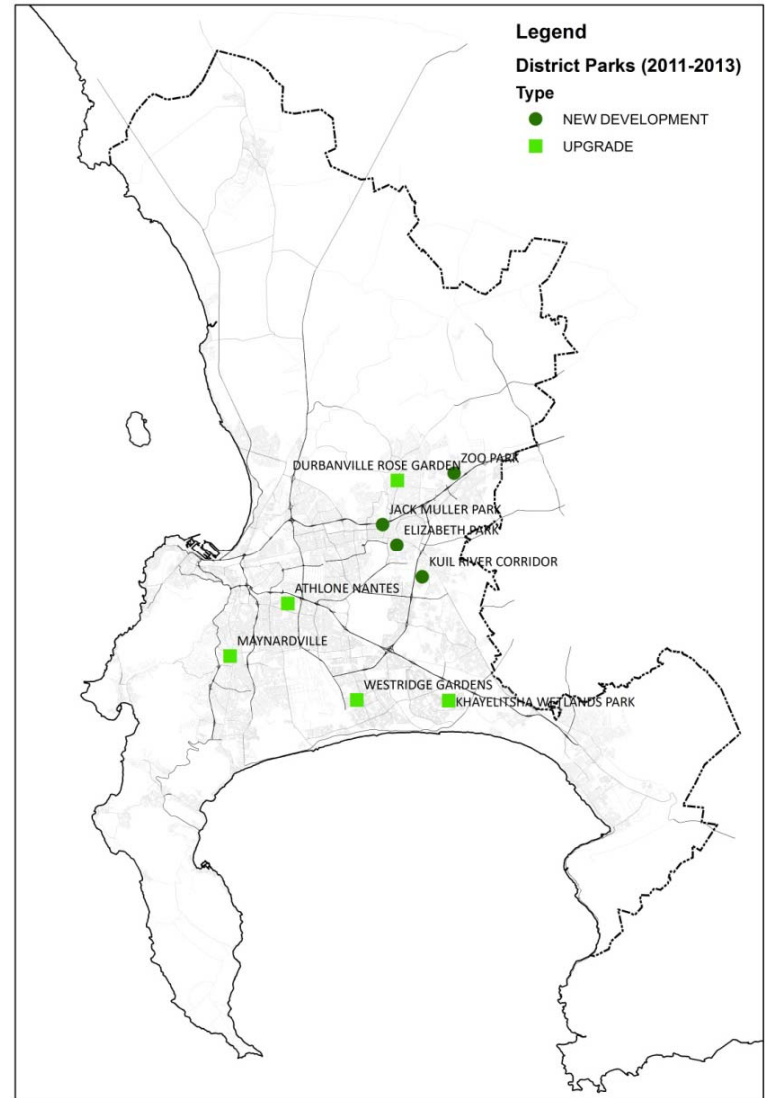 Legend
District Parks (2011-2013)
Type
NEW DEVELOPMENT
UPGRADE
ZOO PARK
DURBANVILLE ROSE GARDEN
JACK MULLER PARK
ELIZABETH PARK
KUIL RIVER CORRIDOR
ATHLONE NANTES
MAYNARDVILLE
WESTRIDGE GARDENS
KHAYELITSHA WETLANDS PARK